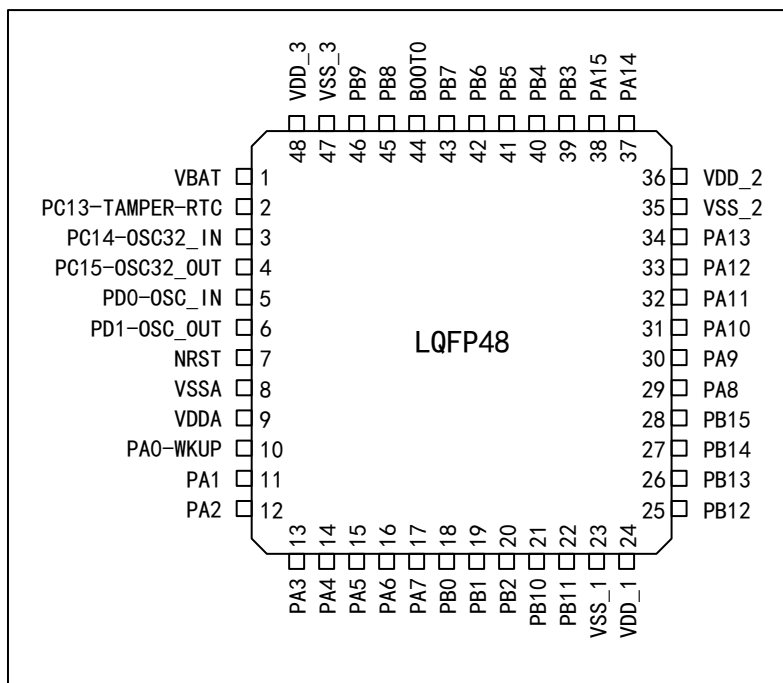 VDD_3
VSS_3
PB9
PB8
BOOT0
PB7
PB6
PB5
PB4
PB3
PA15
PA14
48
47
46
45
44
43
42
41
40
39
38
37
VBAT 1
PC13-TAMPER-RTC 2
PC14-OSC32_IN 3
PC15-OSC32_OUT 4
PD0-OSC_IN 5
PD1-OSC_OUT 6
NRST 7
VSSA 8
VDDA 9
PA0-WKUP 10
PA1 11
PA2 12
LQFP48
36 VDD_2
35 VSS_2
34 PA13
33 PA12
32 PA11
31 PA10
30 PA9
29 PA8
28 PB15
27 PB14
26 PB13
25 PB12
13
14
15
16
17
18
19
20
21
22
23
24
PA3
PA4
PA5
PA6
PA7
PB0
PB1
PB2
PB10
PB11
VSS_1
VDD_1